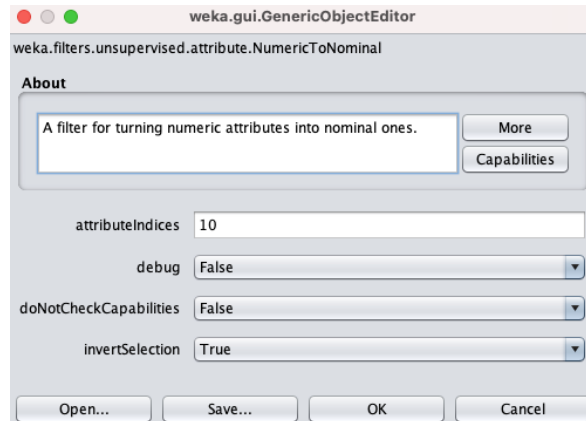 weka.gui.GenericObjectEditor
weka.filters.unsupervised.attribute.NumericToNominal
About
A filter for turning numeric attributes into nominal ones.
More
Capabilities
attributeIndices 10
debug False
doNotCheckCapabilities False
invertSelection True
Open... Save... OK Cancel